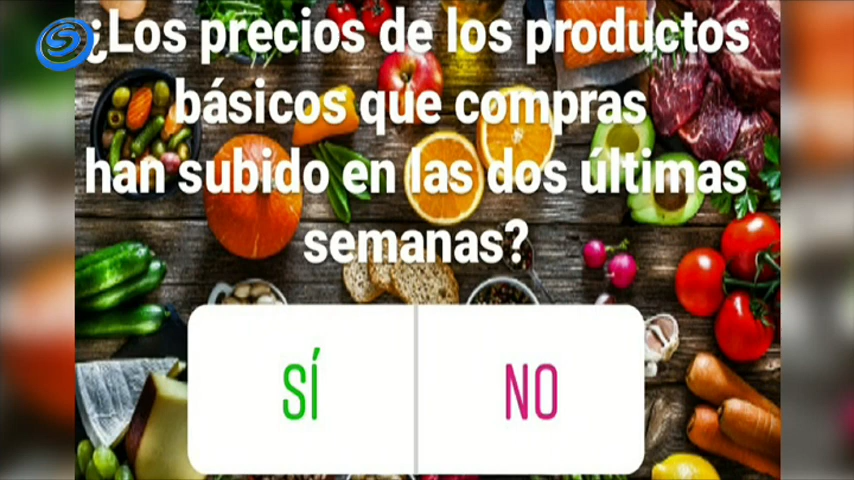 ¿Los precios de los productos
básicos que compras
han subido en las dos últimas
semanas?
SÍ
NO